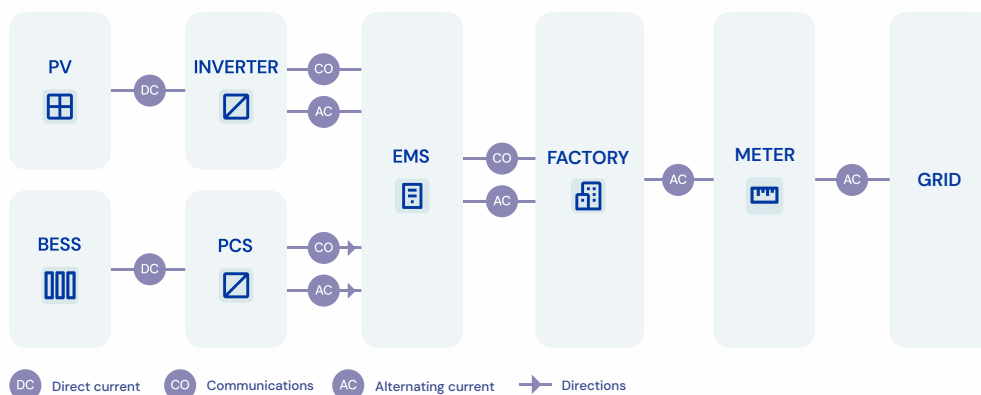 PV
DC
INVERTER
CO
AC
BESS
DC
PCS
CO
AC
EMS
CO
AC
FACTORY
AC
METER
AC
GRID
DC Direct current
CO Communications
AC Alternating current
Directions